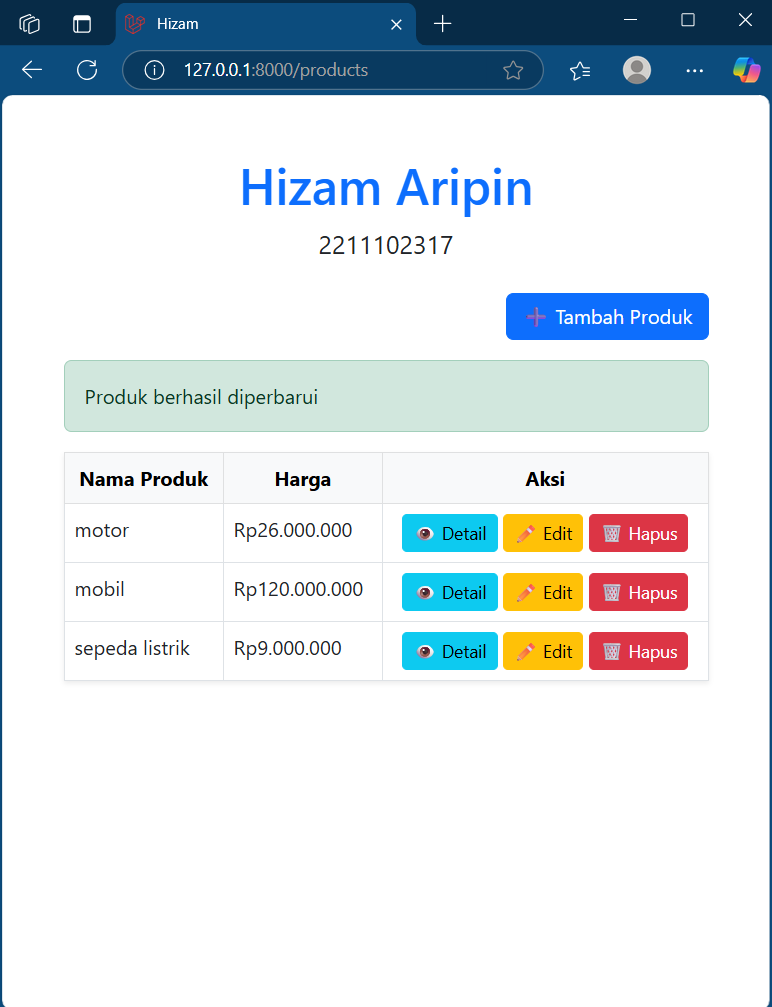 Hizam
127.0.0.1:8000/products
Hizam Aripin
2211102317
Tambah Produk
Produk berhasil diperbarui
Nama Produk Harga Aksi
motor Rp26.000.000 Detail Edit Hapus
mobil Rp120.000.000 Detail Edit Hapus
sepeda listrik Rp9.000.000 Detail Edit Hapus